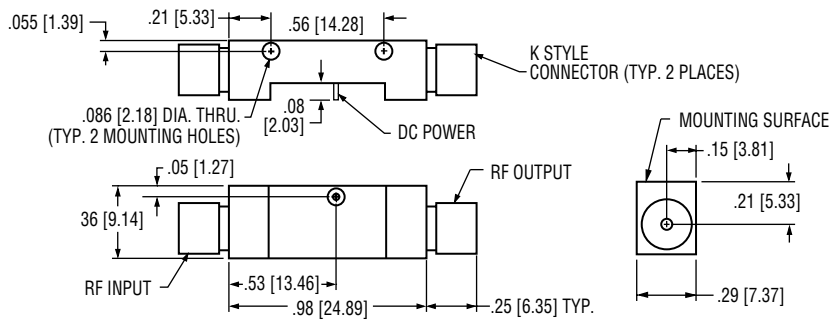 .21 [5.33]
.56 [14.28]
.055 [1.39]
K STYLE
CONNECTOR (TYP. 2 PLACES)
.086 [2.18] DIA. THRU.
(TYP. 2 MOUNTING HOLES)
.08
[2.03]
DC POWER
MOUNTING SURFACE
.15 [3.81]
.05 [1.27]
RF OUTPUT
.21 [5.33]
36 [9.14]
RF INPUT
.53 [13.46]
.98 [24.89]
.25 [6.35] TYP.
.29 [7.37]